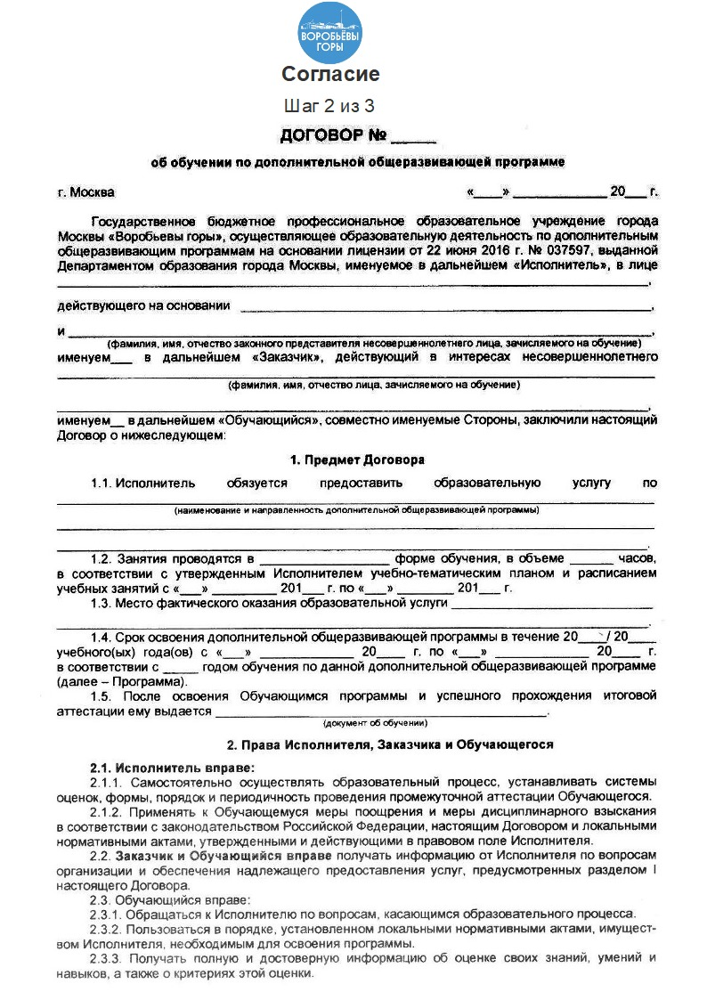 ВОРОБЬЁВЫ
ГОРЫ
Согласие
Шаг 2 из 3
ДОГОВОР № _____
об обучении по дополнительной общеразвивающей программе
г. Москва «____» ______________ 20___ г.
Государственное бюджетное профессиональное образовательное учреждение города
Москвы «Воробьевы горы», осуществляющее образовательную деятельность по дополнительным
общеразвивающим программам на основании лицензии от 22 июня 2016 г. № 037597, выданной
Департаментом образования города Москвы, именуемое в дальнейшем «Исполнитель», в лице
______________________________,
действующего на основании ______________________________,
и ______________________________,
(фамилия, имя, отчество законного представителя несовершеннолетнего лица, зачисляемого на обучение)
именуем___ в дальнейшем «Заказчик», действующий в интересах несовершеннолетнего
______________________________
(фамилия, имя, отчество лица, зачисляемого на обучение)
______________________________,
именуем__ в дальнейшем «Обучающийся», совместно именуемые Стороны, заключили настоящий
Договор о нижеследующем:
1. Предмет Договора
1.1. Исполнитель обязуется предоставить образовательную услугу по
______________________________
(наименование и направленность дополнительной общеразвивающей программы)
______________________________
______________________________.
1.2. Занятия проводятся в ____________________ форме обучения, в объеме ______ часов,
в соответствии с утвержденным Исполнителем учебно-тематическим планом и расписанием
учебных занятий с «___» ________ 201___ г. по «___» ________ 201___ г.
1.3. Место фактического оказания образовательной услуги ______________________________
______________________________.
1.4. Срок освоения дополнительной общеразвивающей программы в течение 20____/ 20____
учебного(ых) года(ов) с «___» ____________ 20____ г. по «___» ____________ 20___ г.
в соответствии с _____ годом обучения по данной дополнительной общеразвивающей программе
(далее – Программа).
1.5. После освоения Обучающимся программы и успешного прохождения итоговой
аттестации ему выдается ______________________________.
(документ об обучении)
2. Права Исполнителя, Заказчика и Обучающегося
2.1. Исполнитель вправе:
2.1.1. Самостоятельно осуществлять образовательный процесс, устанавливать системы
оценок, формы, порядок и периодичность проведения промежуточной аттестации Обучающегося.
2.1.2. Применять к Обучающемуся меры поощрения и меры дисциплинарного взыскания
в соответствии с законодательством Российской Федерации, настоящим Договором и локальными
нормативными актами, утвержденными и действующими в правовом поле Исполнителя.
2.2. Заказчик и Обучающийся вправе получать информацию от Исполнителя по вопросам
организации и обеспечения надлежащего предоставления услуг, предусмотренных разделом I
настоящего Договора.
2.3. Обучающийся вправе:
2.3.1. Обращаться к Исполнителю по вопросам, касающимся образовательного процесса.
2.3.2. Пользоваться в порядке, установленном локальными нормативными актами, имущест-
вом Исполнителя, необходимым для освоения программы.
2.3.3. Получать полную и достоверную информацию об оценке своих знаний, умений и
навыков, а также о критериях этой оценки.